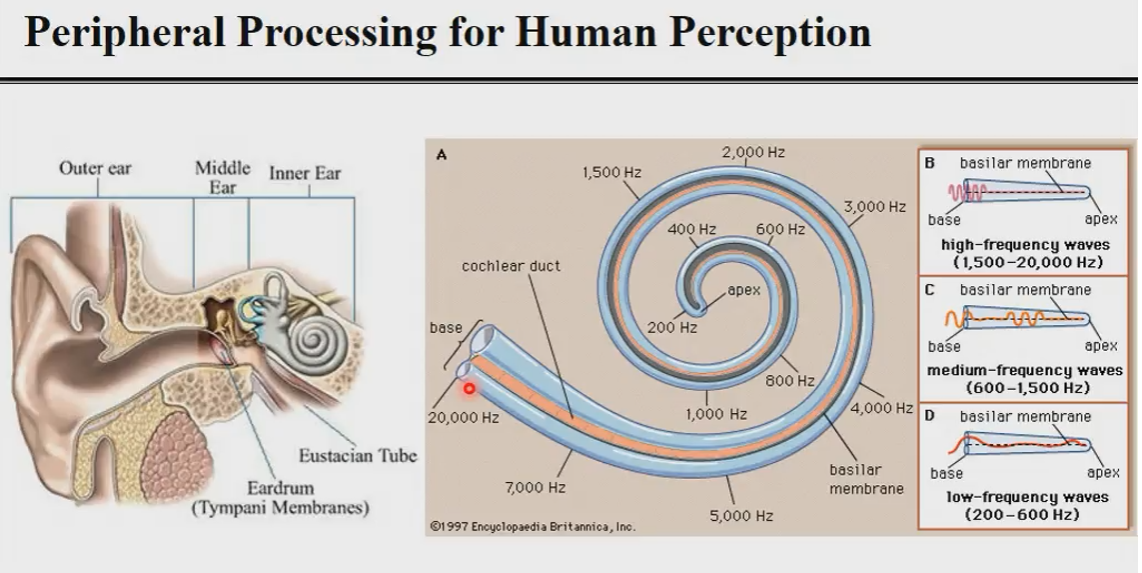 Peripheral Processing for Human Perception
Outer ear
Middle
Ear
Inner Ear
Eustacian Tube
Eardrum
(Tympani Membranes)
A
2,000 Hz
1,500 Hz
3,000 Hz
400 Hz
600 Hz
cochlear duct
apex
base
200 Hz
800 Hz
20,000 Hz
1,000 Hz
4,000 Hz
basilar
membrane
7,000 Hz
5,000 Hz
©1997 Encyclopaedia Britannica, Inc.
B
basilar membrane
base
apex
high-frequency waves
(1,500–20,000 Hz)
C
basilar membrane
base
apex
medium-frequency waves
(600–1,500 Hz)
D
basilar membrane
base
apex
low-frequency waves
(200–600 Hz)